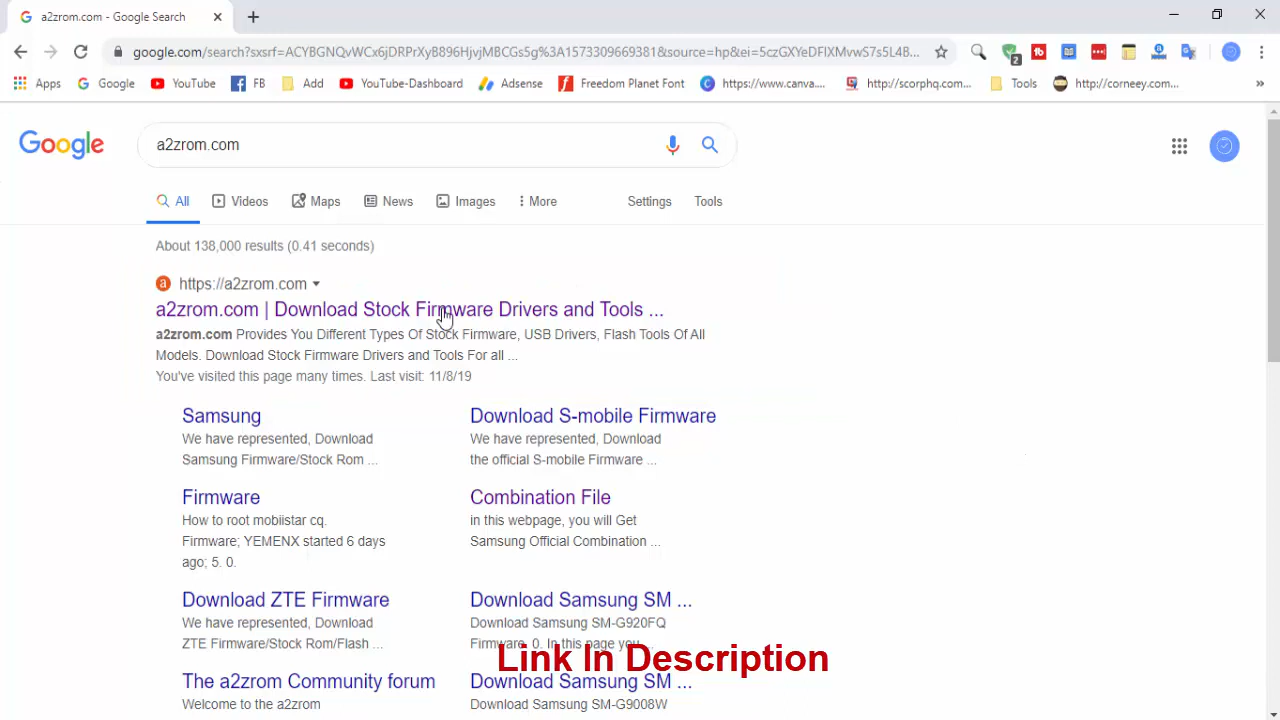 a2zrom.com - Google Search
google.com/search?sxsrf=ACYBGNQvWCx6jDRPrXyB896HjvjMBCGs5g%3A1573309669381&source=hp&ei=5czGXYeDFIXMvwS7s5L4B...
2
Apps Google YouTube FB Add YouTube-Dashboard Adsense Freedom Planet Font https://www.canva... http://scorphq.com... Tools http://corneey.com... »
Google
a2zrom.com
All Videos Maps News Images More Settings Tools
About 138,000 results (0.41 seconds)
a https://a2zrom.com
a2zrom.com | Download Stock Firmware Drivers and Tools ...
a2zrom.com Provides You Different Types Of Stock Firmware, USB Drivers, Flash Tools Of All
Models. Download Stock Firmware Drivers and Tools For all ...
You've visited this page many times. Last visit: 11/8/19
Samsung
We have represented, Download
Samsung Firmware/Stock Rom ...
Download S-mobile Firmware
We have represented, Download
the official S-mobile Firmware ...
Firmware
How to root mobiistar cq.
Firmware; YEMENX started 6 days
ago; 5. 0.
Combination File
in this webpage, you will Get
Samsung Official Combination ...
Download ZTE Firmware
We have represented, Download
ZTE Firmware/Stock Rom/Flash ...
Download Samsung SM ...
Download Samsung SM-G920FQ
Firmware. 0. In this page you ...
The a2zrom Community forum
Welcome to the a2zrom
Download Samsung SM ...
Download Samsung SM-G9008W
Link In Description